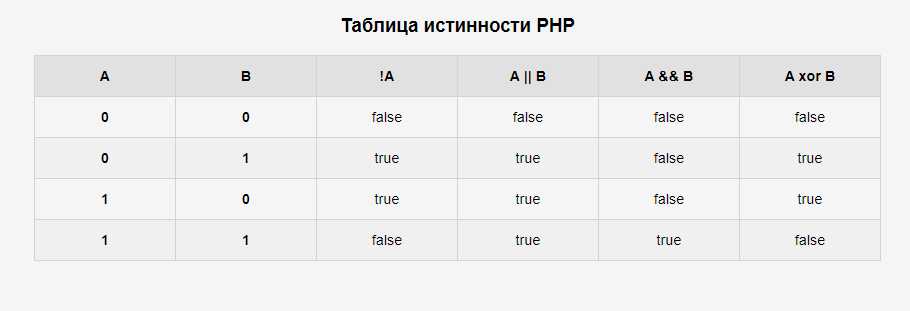 Таблица истинности PHP
A B !A A || B A && B A xor B
0 0 false false false false
0 1 true true false true
1 0 true true false true
1 1 false true true false